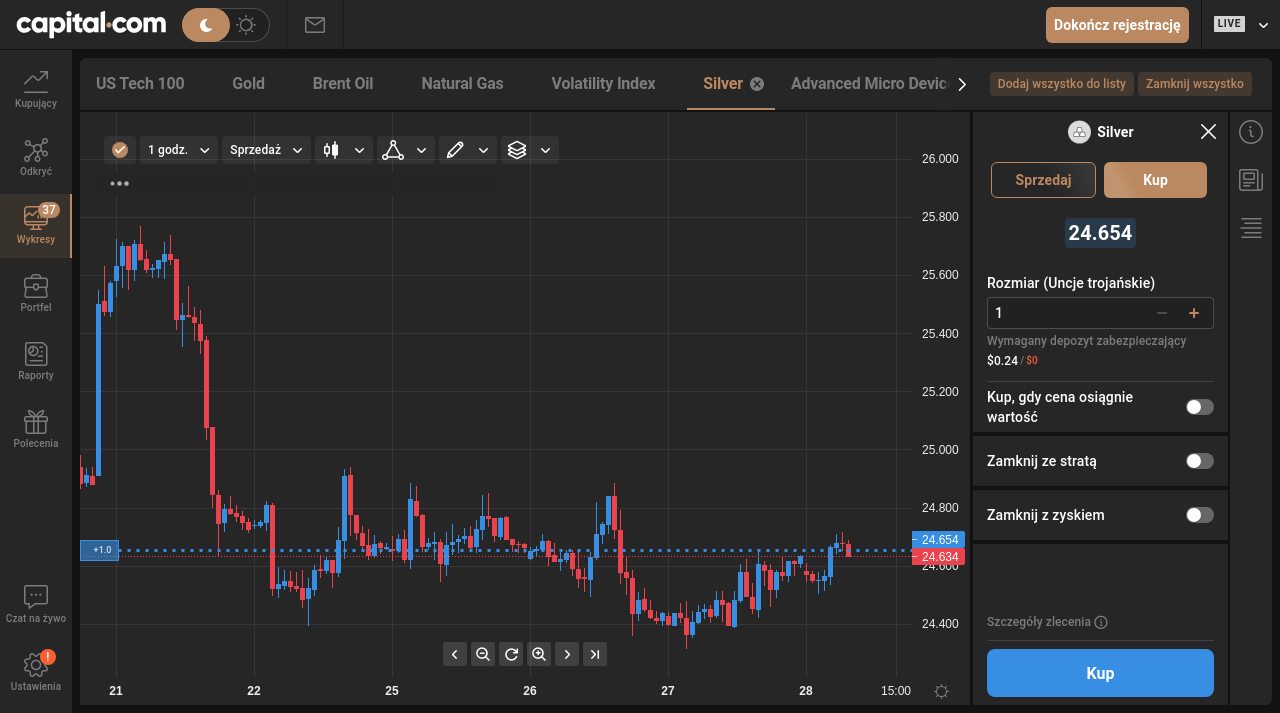 capital.com
Dokończ rejestrację
LIVE
Kupujący
Odkryć
37
Wykresy
Portfel
Raporty
Polecenia
Czat na żywo
!
Ustawienia
US Tech 100
Gold
Brent Oil
Natural Gas
Volatility Index
Silver
Advanced Micro Devic
Dodaj wszystko do listy
Zamknij wszystko
1 godz.
Sprzedaż
26.000
25.800
25.600
25.400
25.200
25.000
24.800
24.654
24.634
24.600
24.400
+1.0
21
22
25
26
27
28
15:00
Silver
Sprzedaj
Kup
24.654
Rozmiar (Uncje trojańskie)
1
Wymagany depozyt zabezpieczający
$0.24 / $0
Kup, gdy cena osiągnie
wartość
Zamknij ze stratą
Zamknij z zyskiem
Szczegóły zlecenia
Kup